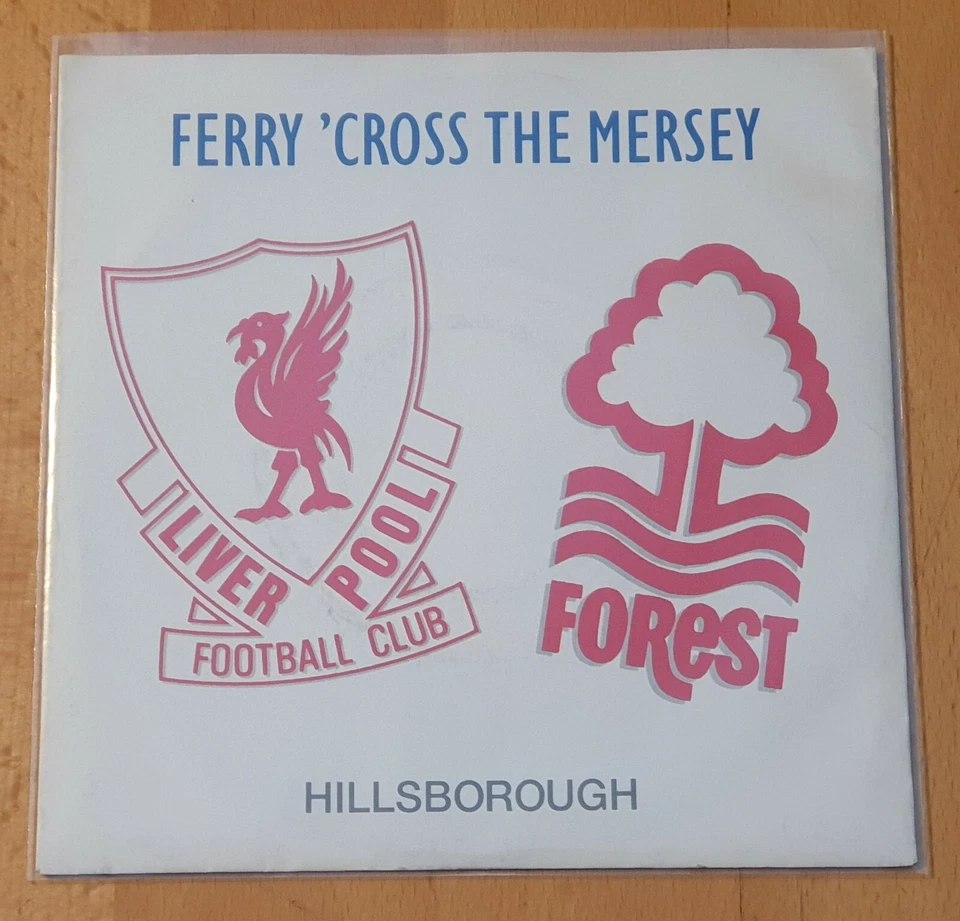 FERRY 'CROSS THE MERSEY
LIVER POOL
FOOTBALL CLUB
FOREST
HILLSBOROUGH